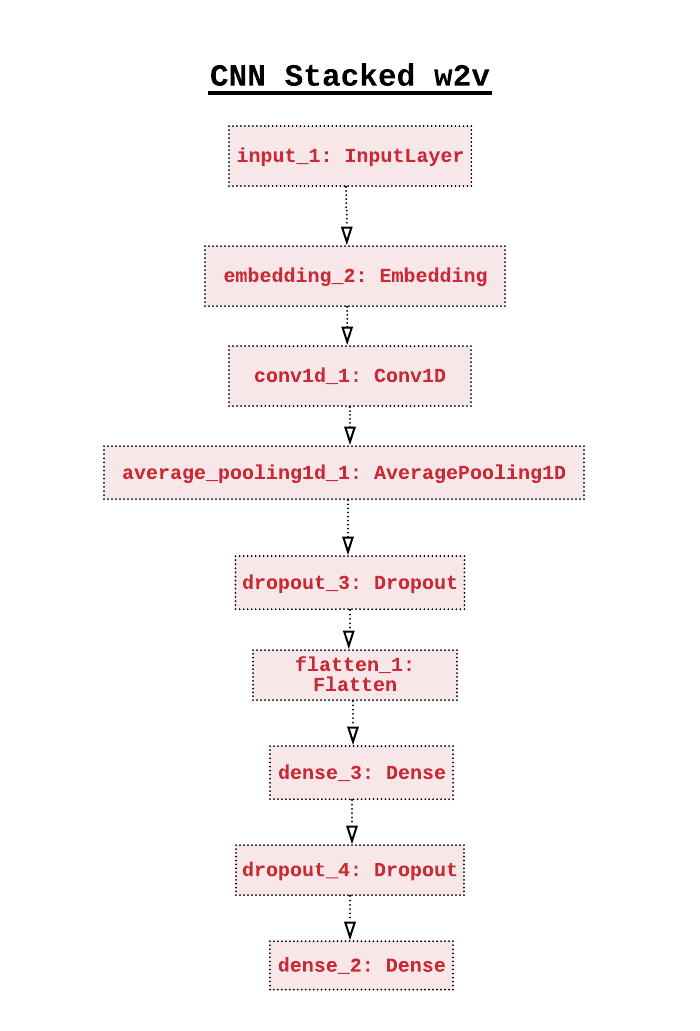 CNN Stacked w2v
input_1: InputLayer
embedding_2: Embedding
conv1d_1: Conv1D
average_pooling1d_1: AveragePooling1D
dropout_3: Dropout
flatten_1:
Flatten
dense_3: Dense
dropout_4: Dropout
dense_2: Dense